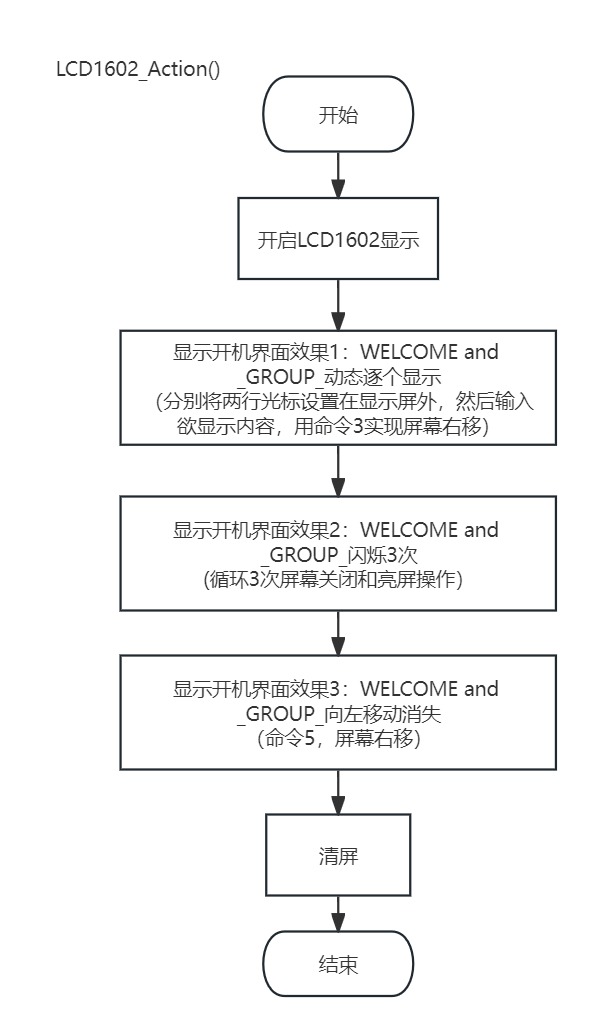 LCD1602_Action()
开始
开启LCD1602显示
显示开机界面效果1：WELCOME and
_GROUP_动态逐个显示
（分别将两行光标设置在显示屏外，然后输入
欲显示内容，用命令3实现屏幕右移）
显示开机界面效果2：WELCOME and
_GROUP_闪烁3次
（循环3次屏幕关闭和亮屏操作）
显示开机界面效果3：WELCOME and
_GROUP_向左移动消失
（命令5，屏幕右移）
清屏
结束